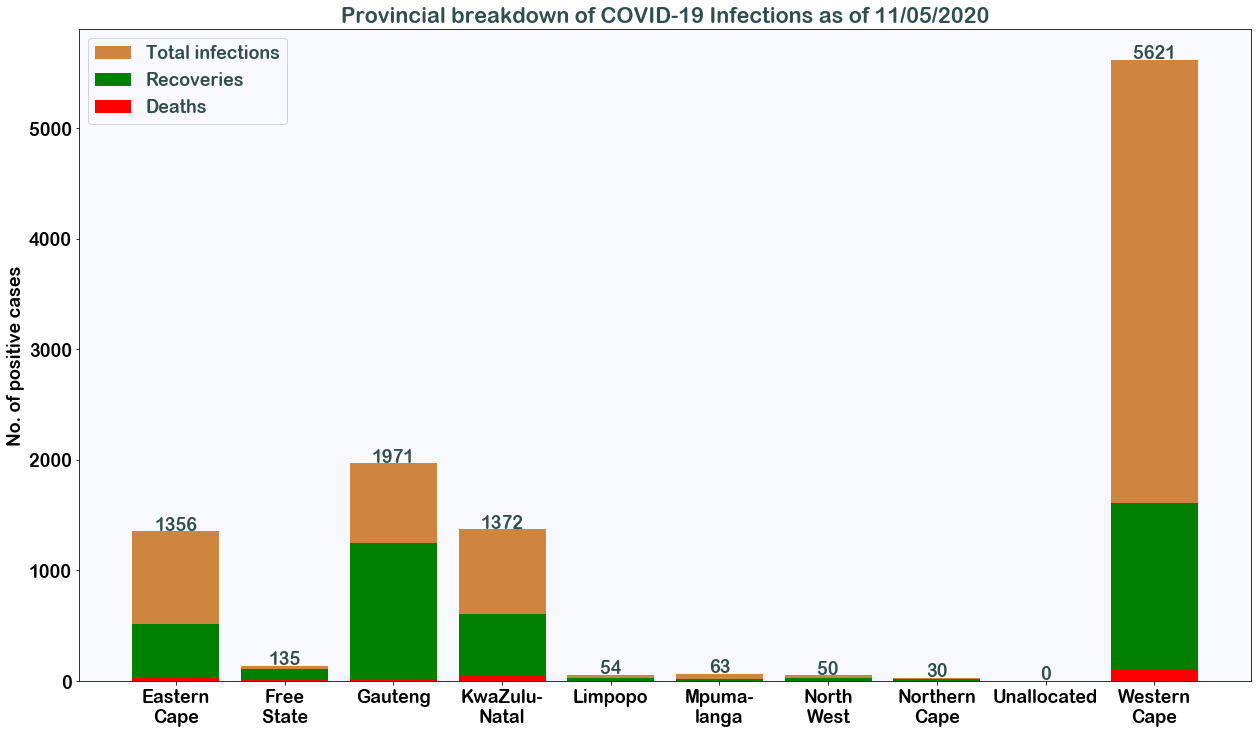 Provincial breakdown of COVID-19 Infections as of 11/05/2020
Total infections
Recoveries
Deaths
No. of positive cases
5000
4000
3000
2000
1000
0
1356
135
1971
1372
54
63
50
30
0
5621
Eastern
Cape
Free
State
Gauteng
KwaZulu-
Natal
Limpopo
Mpuma-
langa
North
West
Northern
Cape
Unallocated
Western
Cape